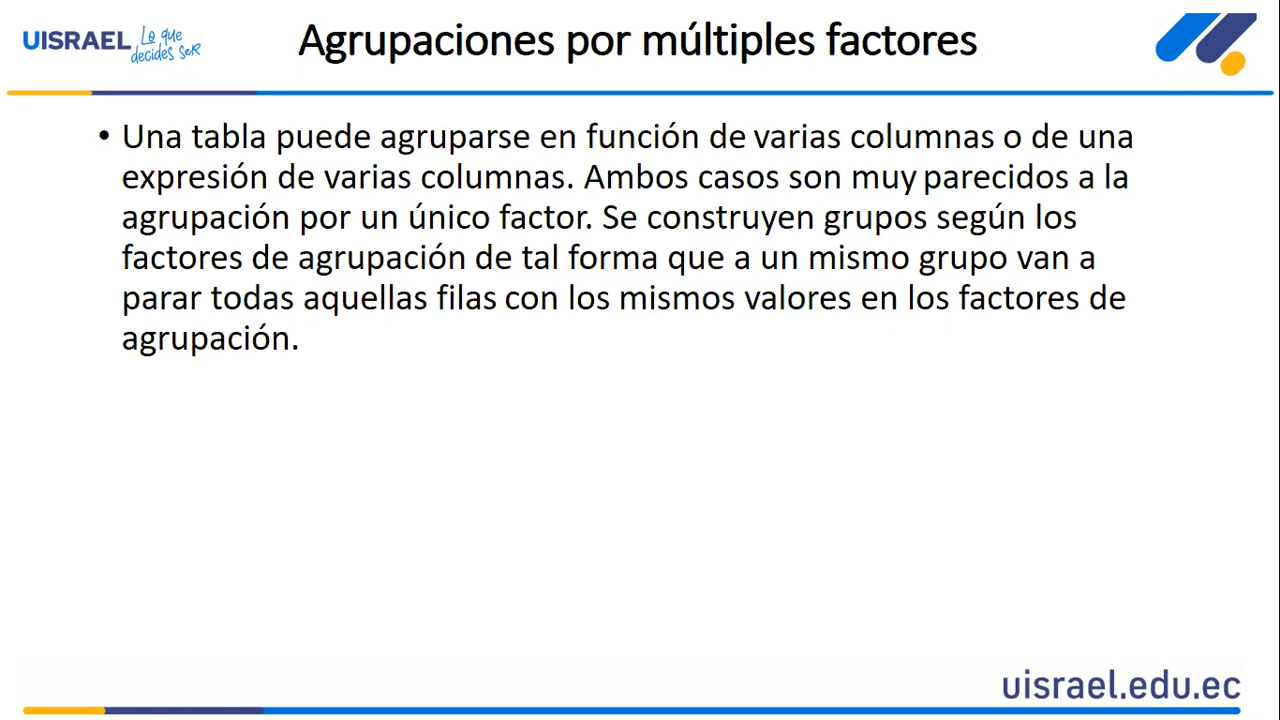 UISRAEL Lo que
decides seR
Agrupaciones por múltiples factores
• Una tabla puede agruparse en función de varias columnas o de una
expresión de varias columnas. Ambos casos son muy parecidos a la
agrupación por un único factor. Se construyen grupos según los
factores de agrupación de tal forma que a un mismo grupo van a
parar todas aquellas filas con los mismos valores en los factores de
agrupación.
uisrael.edu.ec